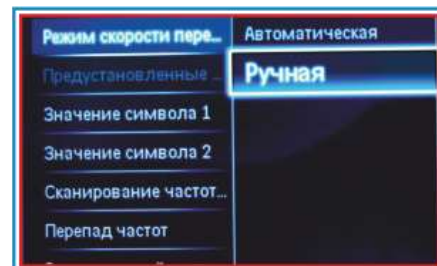 Режим скорости пере...
Автоматическая
Предустановленные ...
Ручная
Значение символа 1
Значение символа 2
Сканирование частот...
Перепад частот